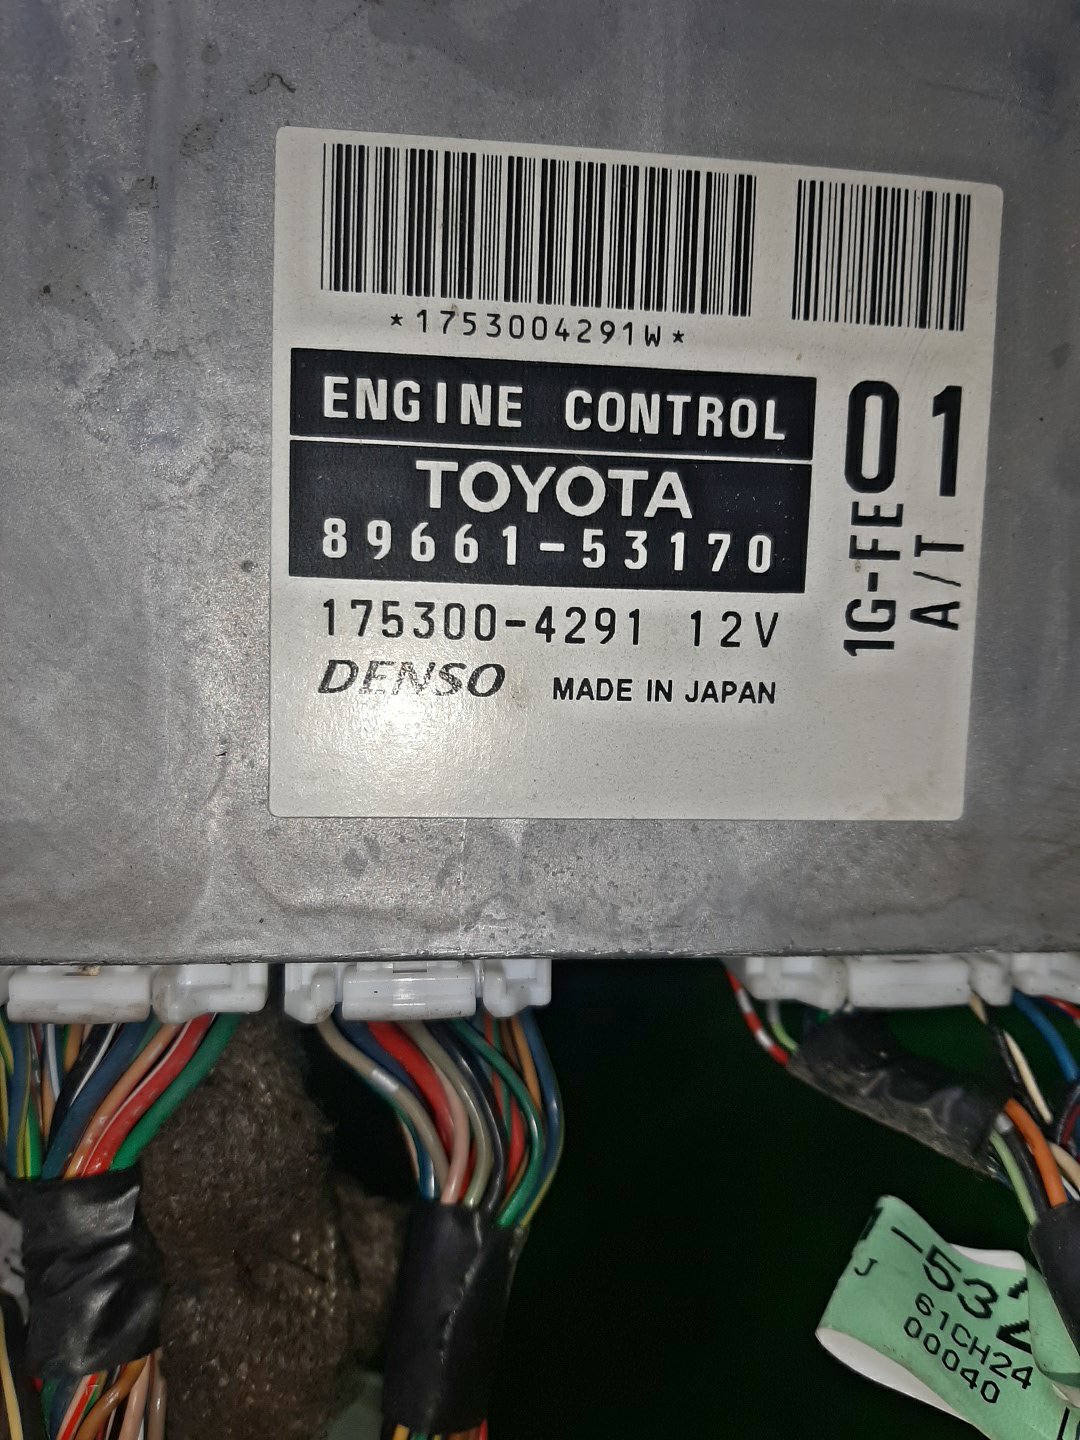 *1753004291W*
ENGINE CONTROL
TOYOTA
89661-53170
175300-4291 12V
DENSO MADE IN JAPAN
01
1G-FE
A/T
J
61CH24
00040